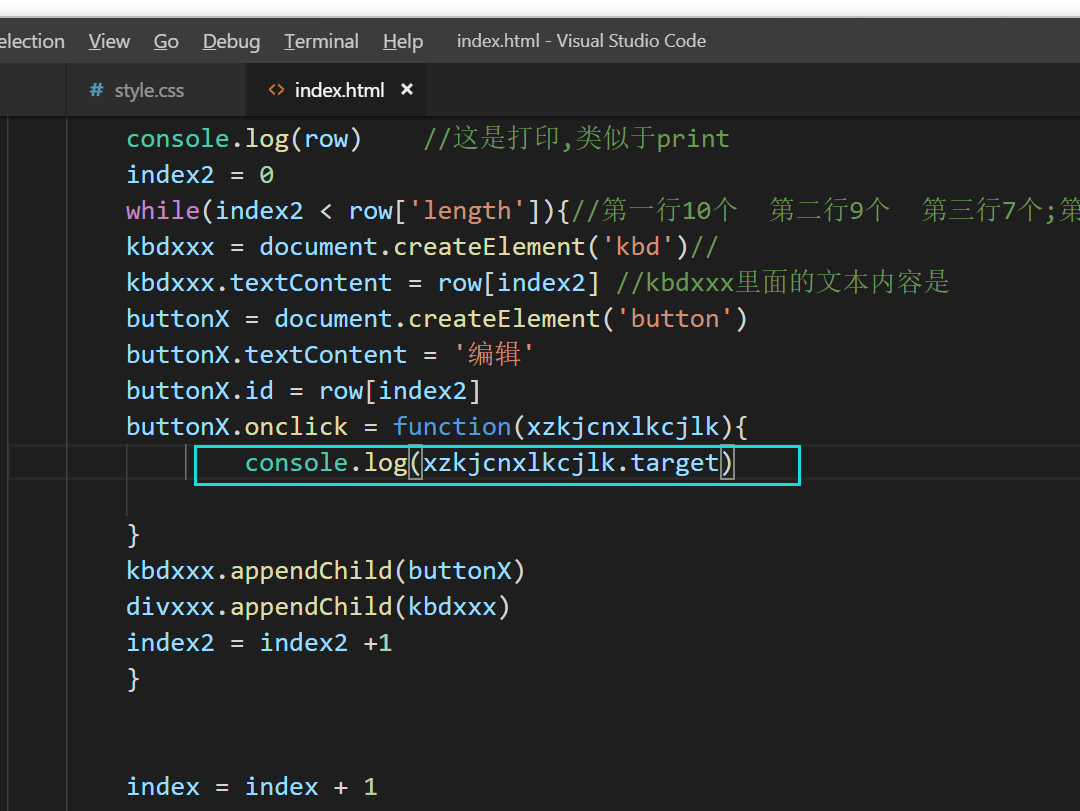 election View Go Debug Terminal Help index.html - Visual Studio Code
# style.css <> index.html ×
console.log(row)    //这是打印,类似于print
index2 = 0
while(index2 < row['length']){//第一行10个  第二行9个  第三行7个;第
kbdxxx = document.createElement('kbd')//
kbdxxx.textContent = row[index2] //kbdxxx里面的文本内容是
buttonX = document.createElement('button')
buttonX.textContent = '编辑'
buttonX.id = row[index2]
buttonX.onclick = function(xzkjcnxlkcjlk){
console.log(xzkjcnxlkcjlk.target)
}
kbdxxx.appendChild(buttonX)
divxxx.appendChild(kbdxxx)
index2 = index2 +1
}
index = index + 1